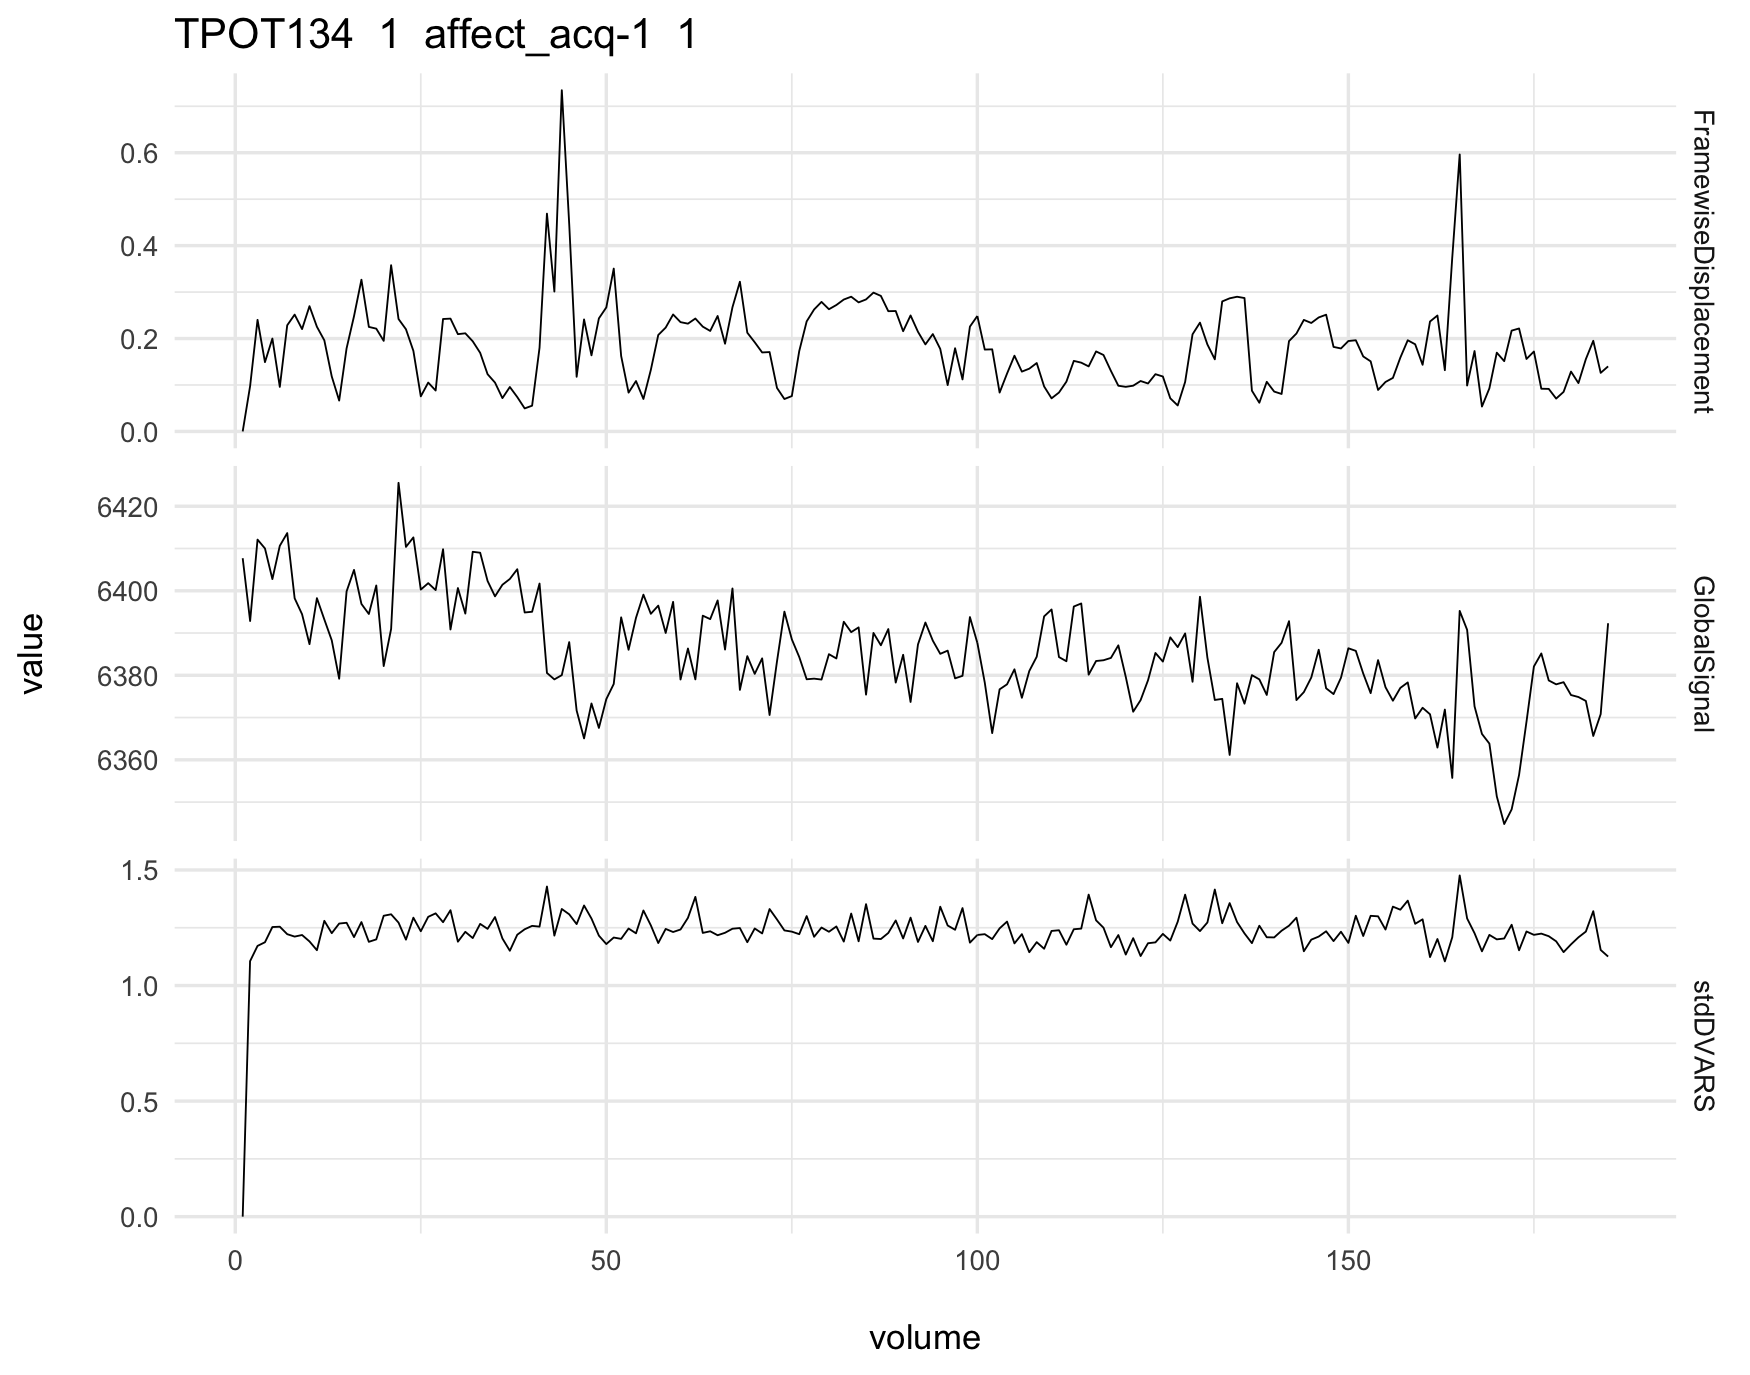 TPOT134 1 affect_acq-1 1
0.6
0.4
0.2
0.0
FramewiseDisplacement
6420
6400
6380
6360
GlobalSignal
1.5
1.0
0.5
0.0
stdDVARS
value
0 50 100 150
volume